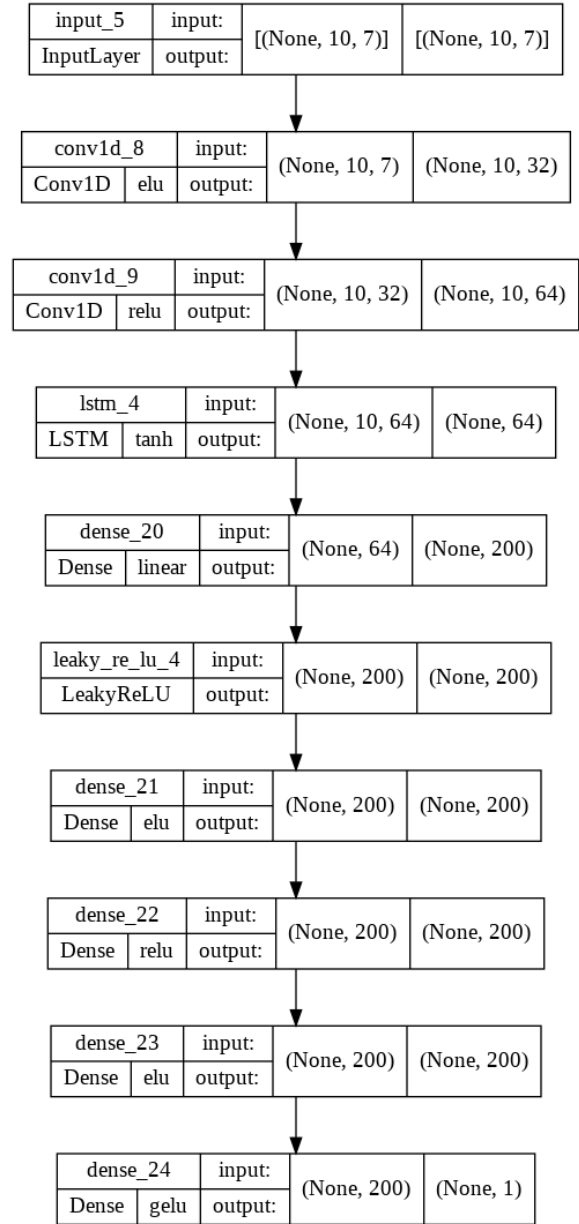 input_5 input: [(None, 10, 7)] [(None, 10, 7)]
InputLayer output:
conv1d_8 input: (None, 10, 7) (None, 10, 32)
Conv1D elu output:
conv1d_9 input: (None, 10, 32) (None, 10, 64)
Conv1D relu output:
lstm_4 input: (None, 10, 64) (None, 64)
LSTM tanh output:
dense_20 input: (None, 64) (None, 200)
Dense linear output:
leaky_re_lu_4 input: (None, 200) (None, 200)
LeakyReLU output:
dense_21 input: (None, 200) (None, 200)
Dense elu output:
dense_22 input: (None, 200) (None, 200)
Dense relu output:
dense_23 input: (None, 200) (None, 200)
Dense elu output:
dense_24 input: (None, 200) (None, 1)
Dense gelu output: